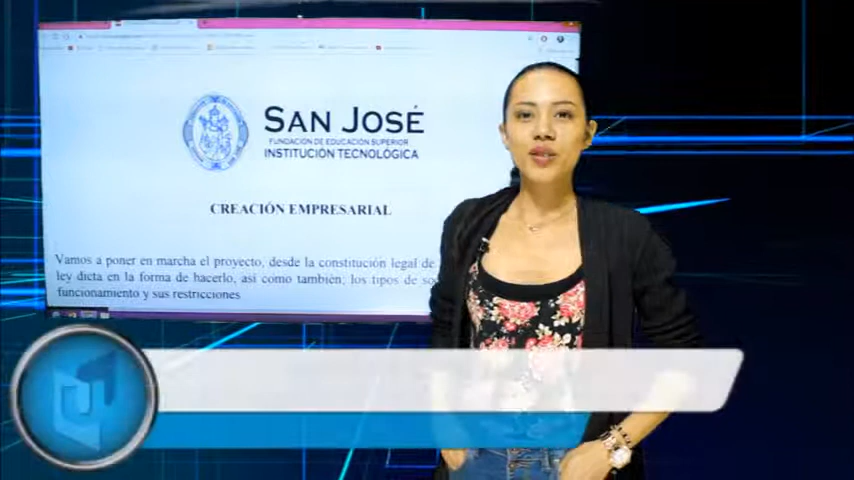 SAN JOSÉ
FUNDACIÓN DE EDUCACIÓN SUPERIOR
INSTITUCIÓN TECNOLÓGICA
CREACIÓN EMPRESARIAL
Vamos a poner en marcha el proyecto, desde la constitución legal de
ley dicta en la forma de hacerlo, así como también; los tipos de so
funcionamiento y sus restricciones